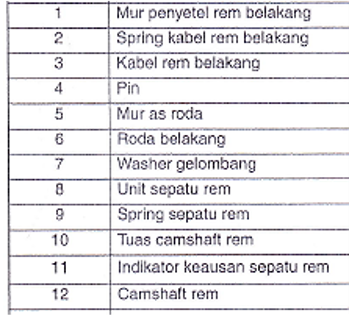 1 Mur penyetel rem belakang
2 Spring kabel rem belakang
3 Kabel rem belakang
4 Pin
5 Mur as roda
6 Roda belakang
7 Washer gelombang
8 Unit sepatu rem
9 Spring sepatu rem
10 Tuas camshaft rem
11 Indikator keausan sepatu rem
12 Camshaft rem